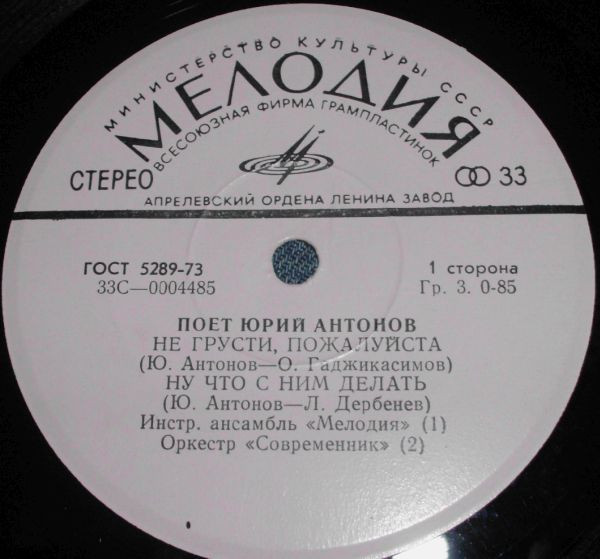 МИНИСТЕРСТВО КУЛЬТУРЫ СССР
МЕЛОДИЯ
ВСЕСОЮЗНАЯ ФИРМА ГРАМПЛАСТИНОК
СТЕРЕО
33
АПРЕЛЕВСКИЙ ОРДЕНА ЛЕНИНА ЗАВОД
ГОСТ 5289-73
1 сторона
33С—0004485
Гр. 3. 0-85
ПОЕТ ЮРИЙ АНТОНОВ
НЕ ГРУСТИ, ПОЖАЛУЙСТА
(Ю. Антонов—О. Гаджикасимов)
НУ ЧТО С НИМ ДЕЛАТЬ
(Ю. Антонов—Л. Дербенев)
Инстр. ансамбль «Мелодия» (1)
Оркестр «Современник» (2)